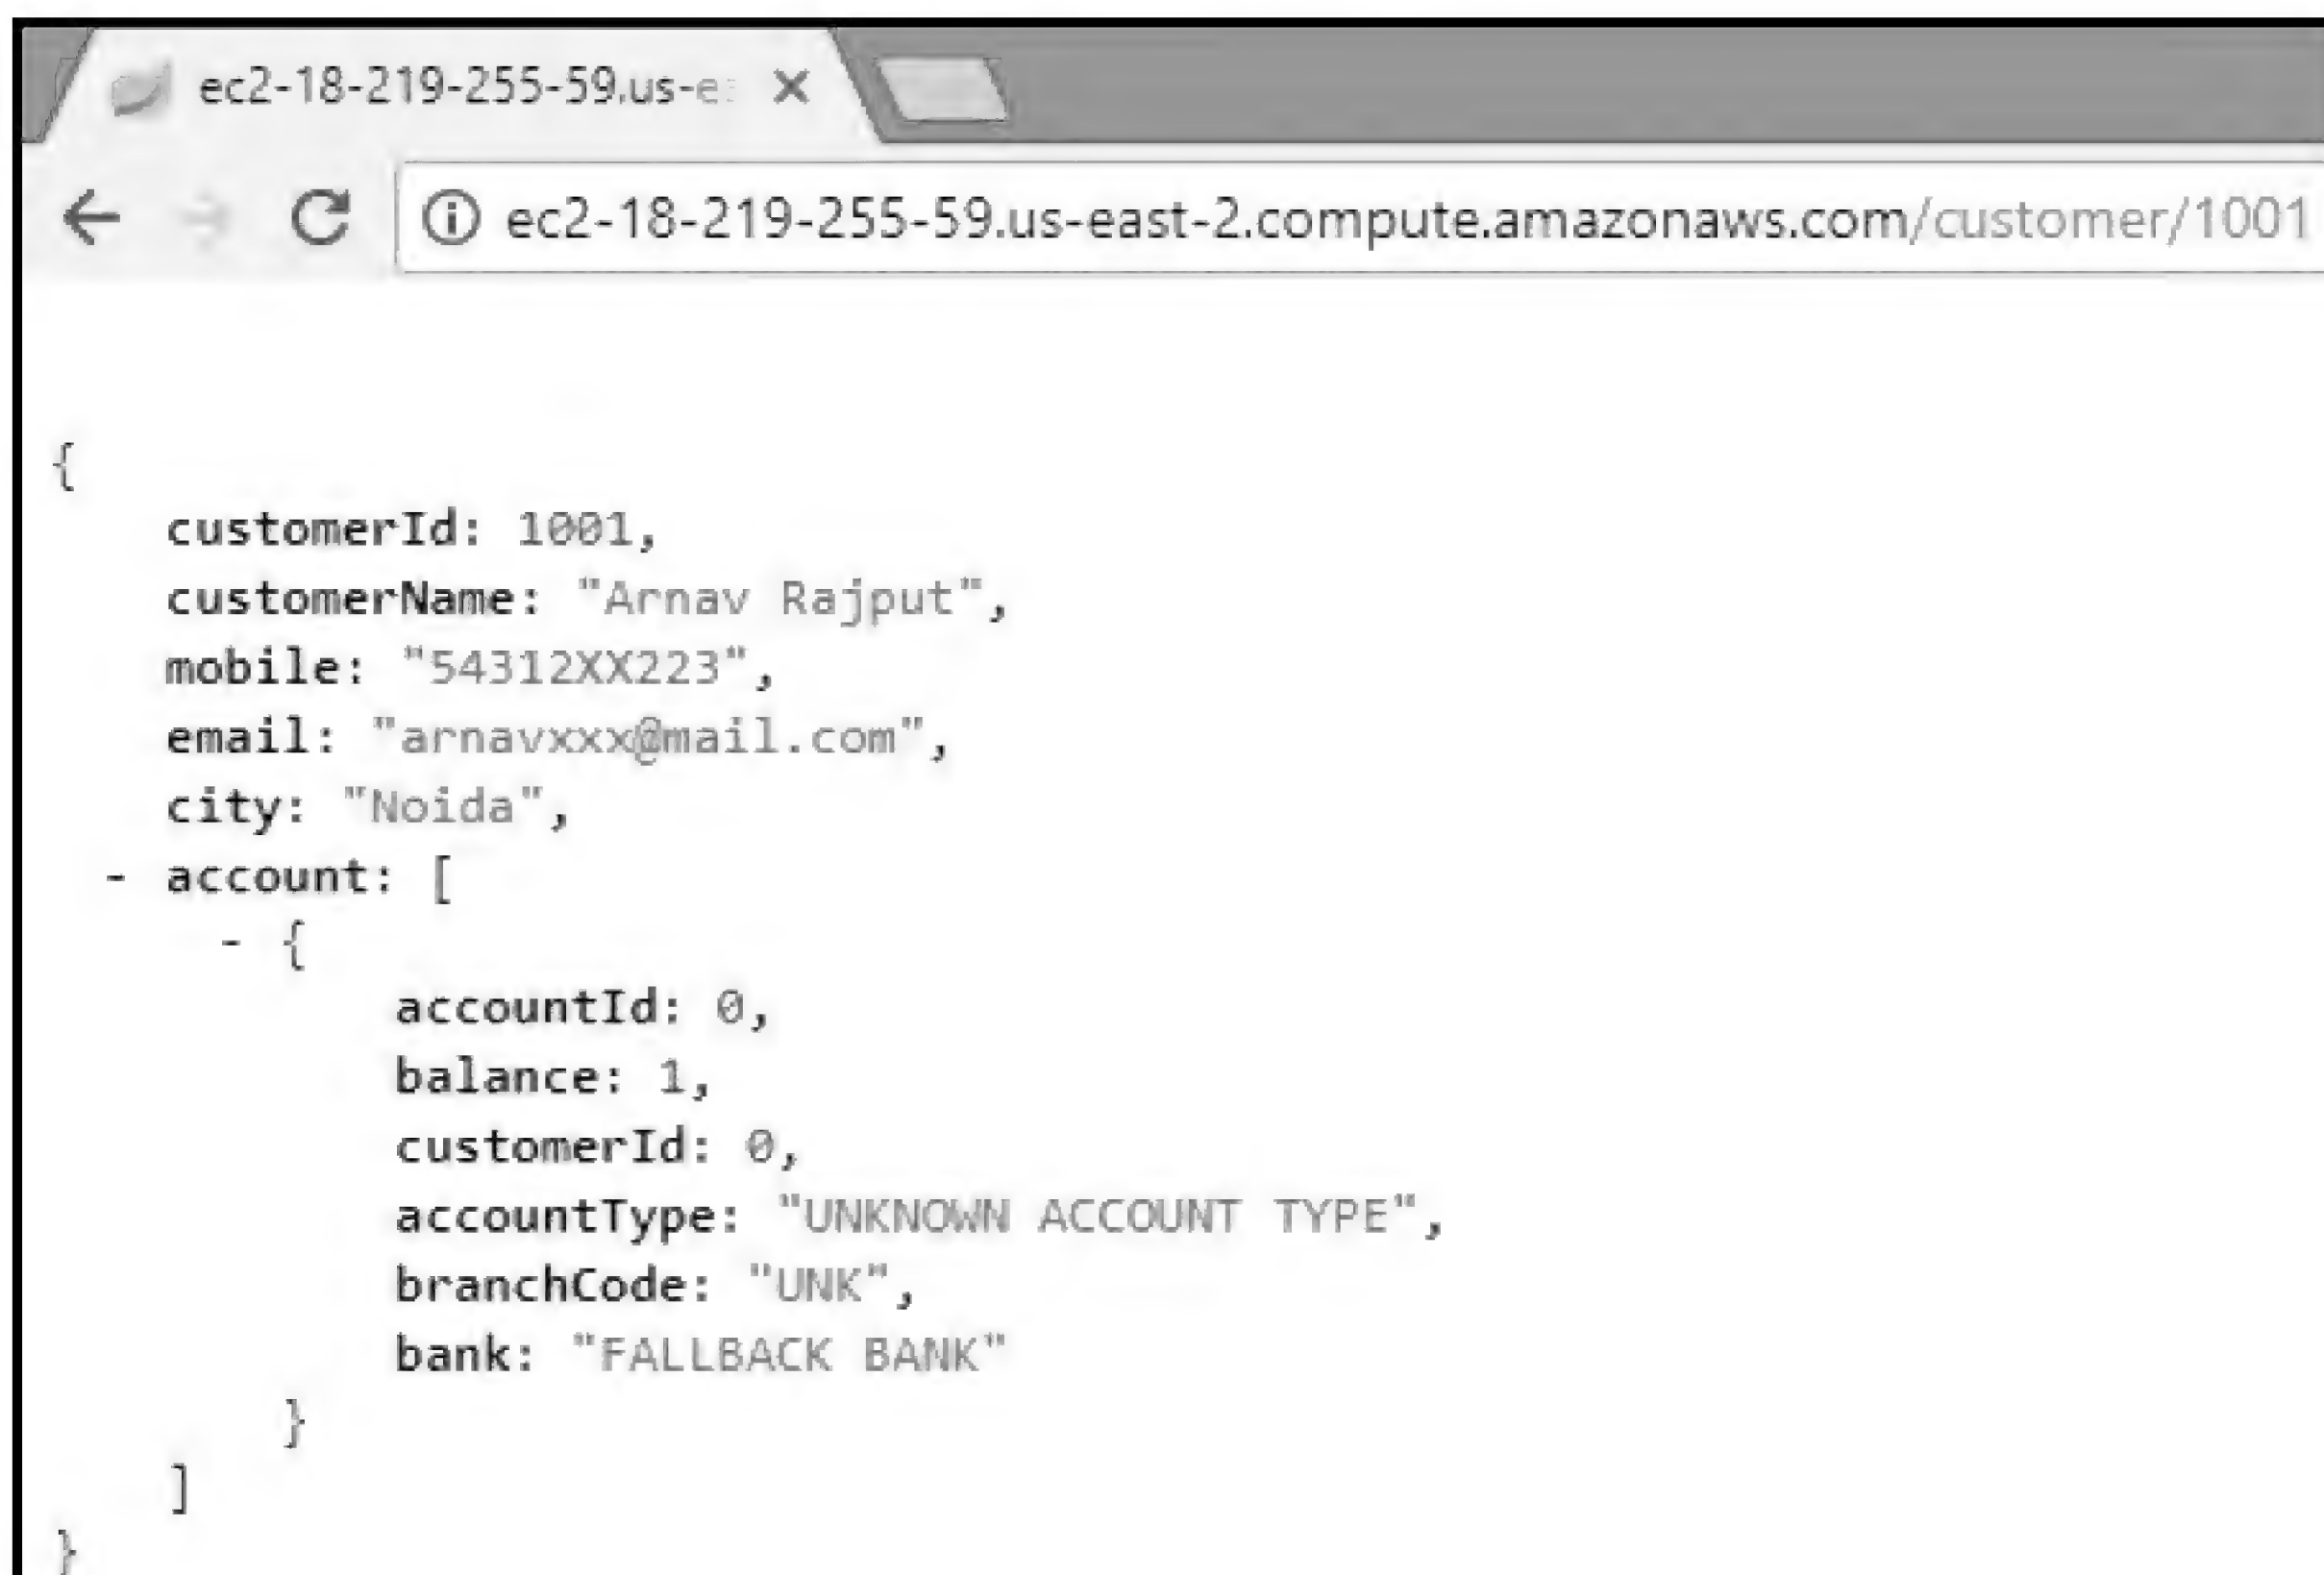 ec2-18-219-255-59.us-e
ec2-18-219-255-59.us-east-2.compute.amazonaws.com/customer/1001
{
customerId: 1001,
customerName: "Arnav Rajput",
mobile: "54312XX223",
email: "arnavxxx@mail.com",
city: "Noida",
- account: [
- {
accountId: 0,
balance: 1,
customerId: 0,
accountType: "UNKNOWN ACCOUNT TYPE",
branchCode: "UNK",
bank: "FALLBACK BANK"
}
]
}